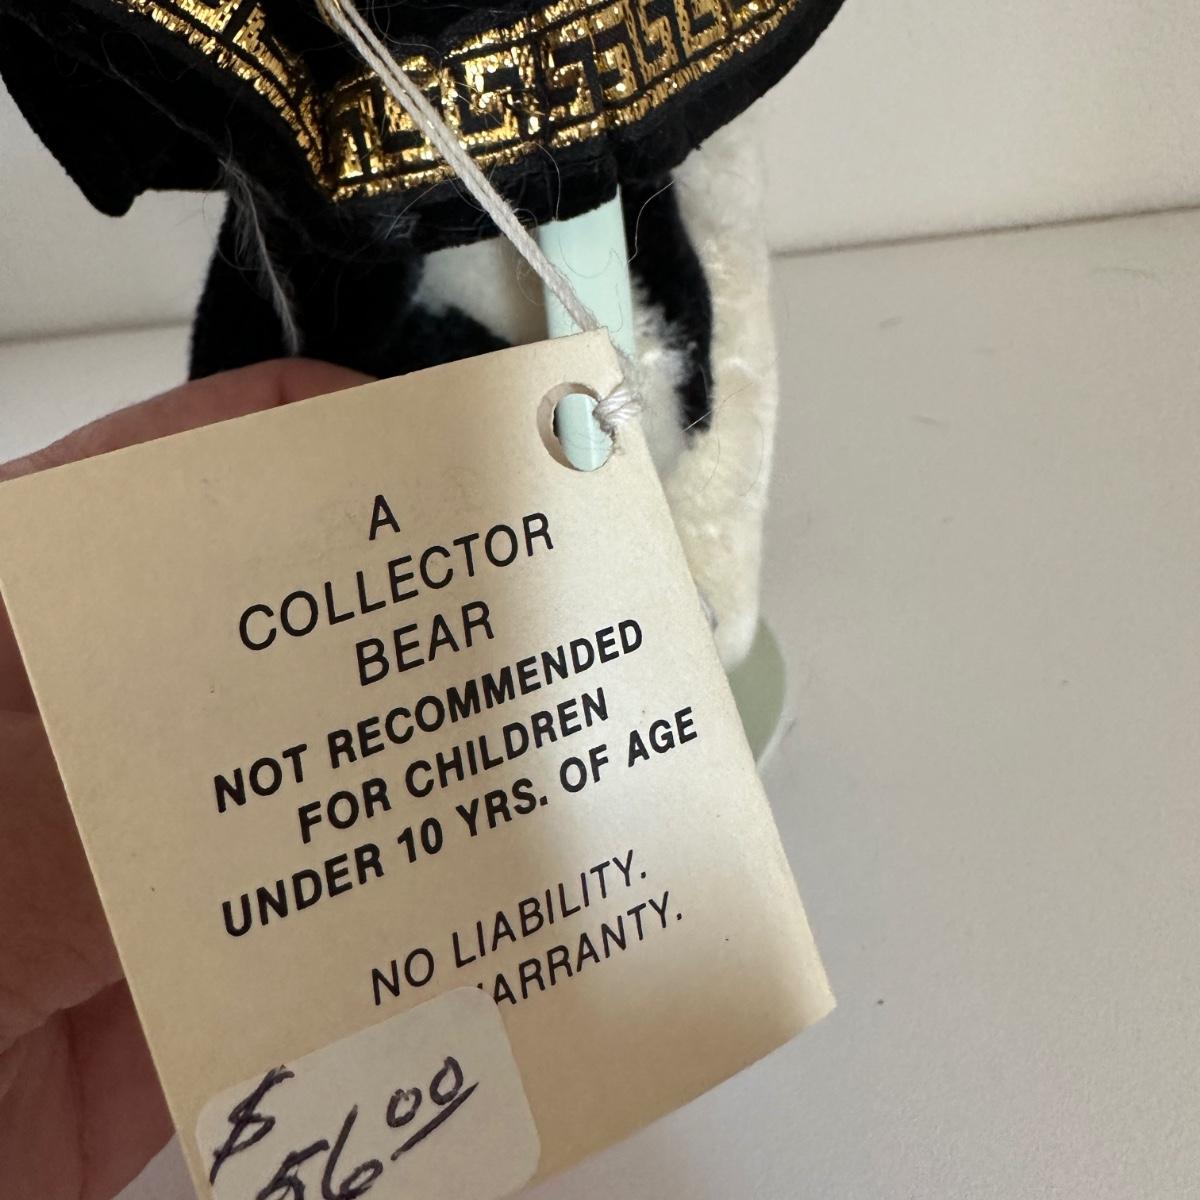 A
COLLECTOR
BEAR
NOT RECOMMENDED
FOR CHILDREN
UNDER 10 YRS. OF AGE
NO LIABILITY.
$ 56 00